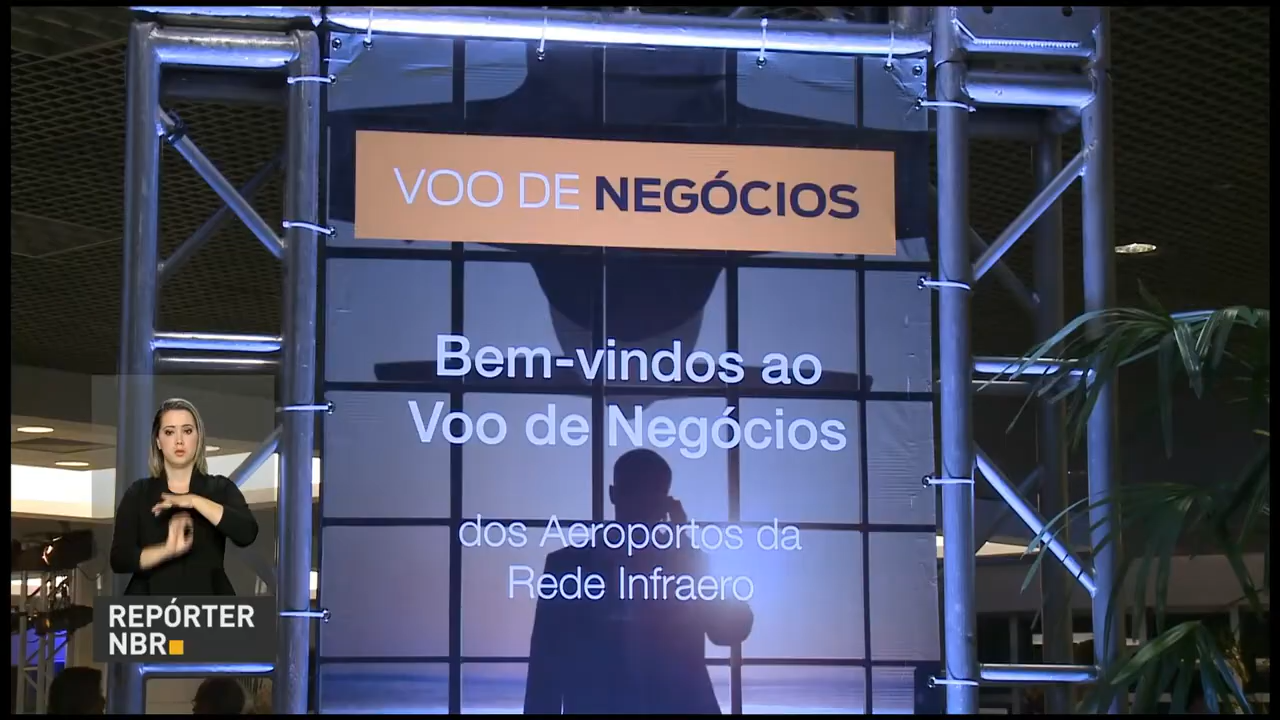 VOO DE NEGÓCIOS
Bem-vindos ao
Voo de Negócios
dos Aeroportos da
Rede Infraero
REPÓRTER
NBR